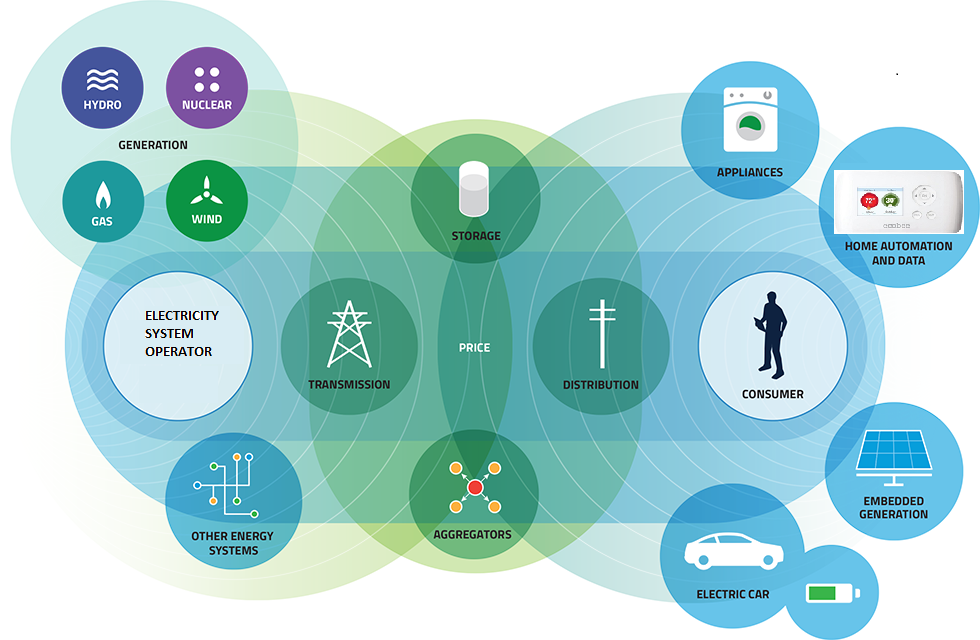 HYDRO
NUCLEAR
GENERATION
GAS
WIND
STORAGE
APPLIANCES
72°
HOME AUTOMATION
AND DATA
ELECTRICITY
SYSTEM
OPERATOR
TRANSMISSION
PRICE
DISTRIBUTION
CONSUMER
OTHER ENERGY
SYSTEMS
AGGREGATORS
EMBEDDED
GENERATION
ELECTRIC CAR